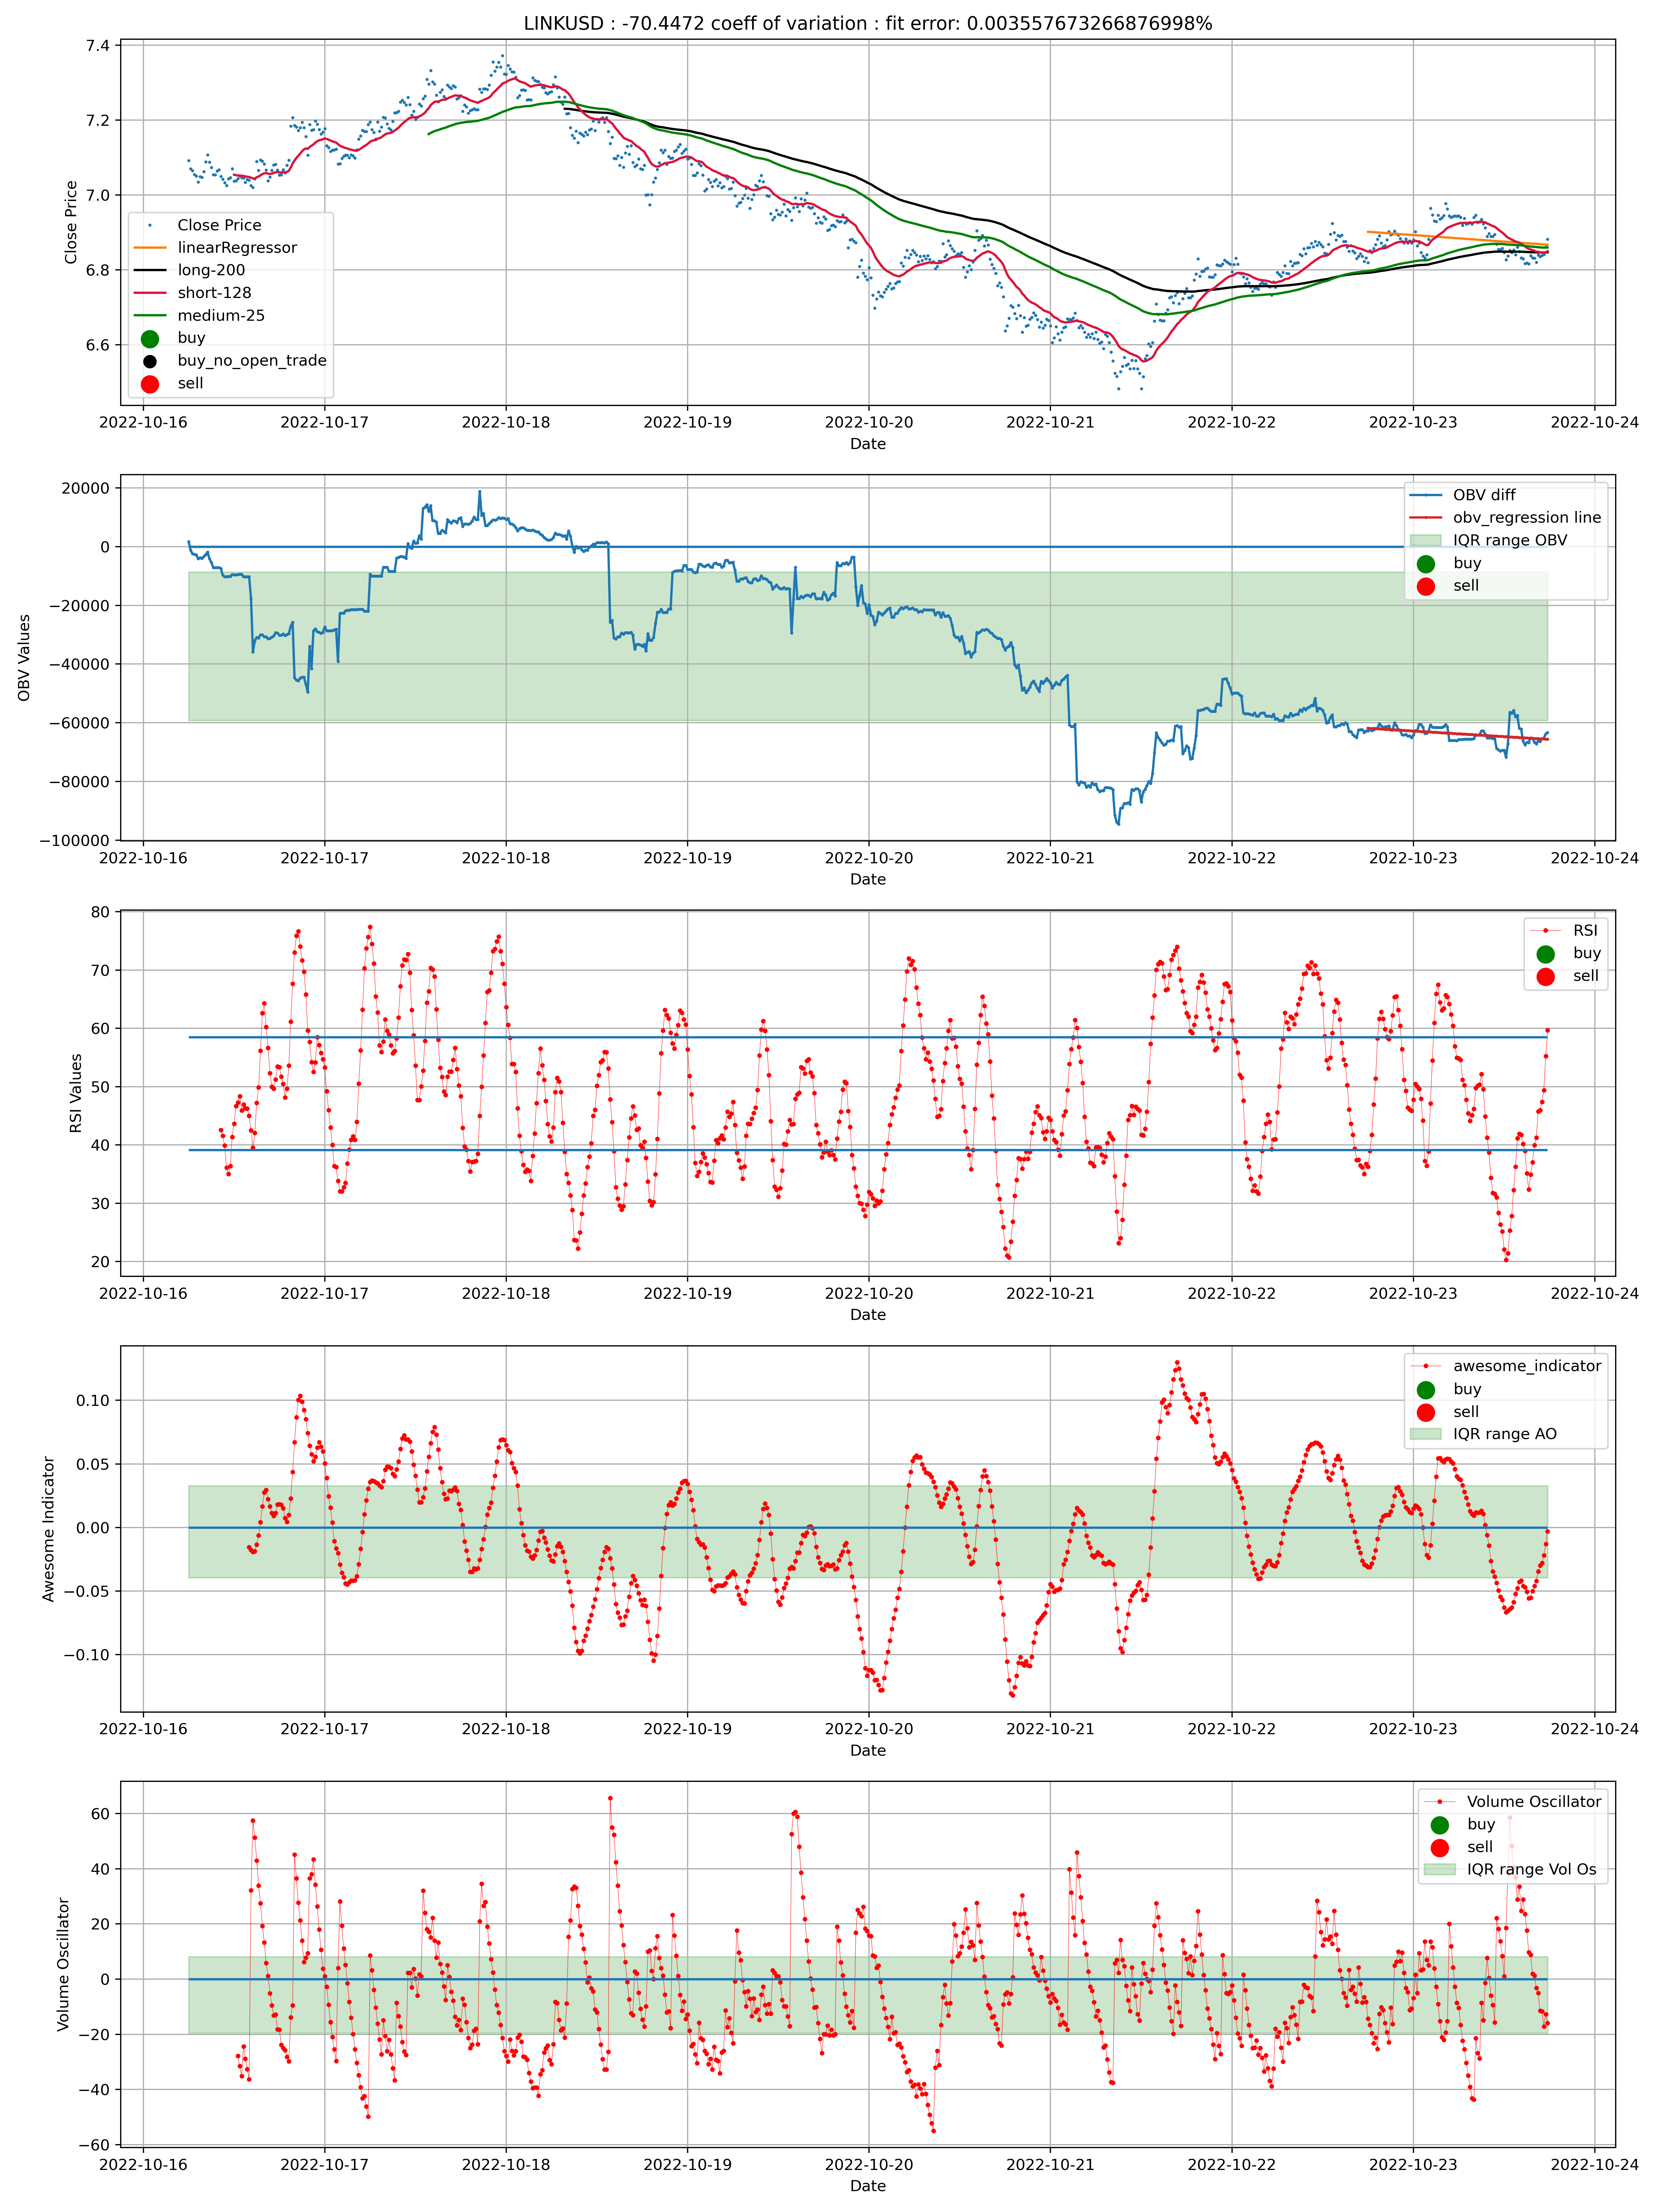 LINKUSD : -70.4472 coeff of variation : fit error: 0.003557673266876998%
7.4
7.2
7.0
6.8
6.6
Close Price
Close Price
linearRegressor
long-200
short-128
medium-25
buy
buy_no_open_trade
sell
2022-10-16 2022-10-17 2022-10-18 2022-10-19 2022-10-20 2022-10-21 2022-10-22 2022-10-23 2022-10-24
Date
20000
0
−20000
−40000
−60000
−80000
−100000
OBV Values
OBV diff
obv_regression line
IQR range OBV
buy
sell
2022-10-16 2022-10-17 2022-10-18 2022-10-19 2022-10-20 2022-10-21 2022-10-22 2022-10-23 2022-10-24
Date
80
70
60
50
40
30
20
RSI Values
RSI
buy
sell
2022-10-16 2022-10-17 2022-10-18 2022-10-19 2022-10-20 2022-10-21 2022-10-22 2022-10-23 2022-10-24
Date
0.10
0.05
0.00
−0.05
−0.10
Awesome Indicator
awesome_indicator
buy
sell
IQR range AO
2022-10-16 2022-10-17 2022-10-18 2022-10-19 2022-10-20 2022-10-21 2022-10-22 2022-10-23 2022-10-24
Date
60
40
20
0
−20
−40
−60
Volume Oscillator
Volume Oscillator
buy
sell
IQR range Vol Os
2022-10-16 2022-10-17 2022-10-18 2022-10-19 2022-10-20 2022-10-21 2022-10-22 2022-10-23 2022-10-24
Date